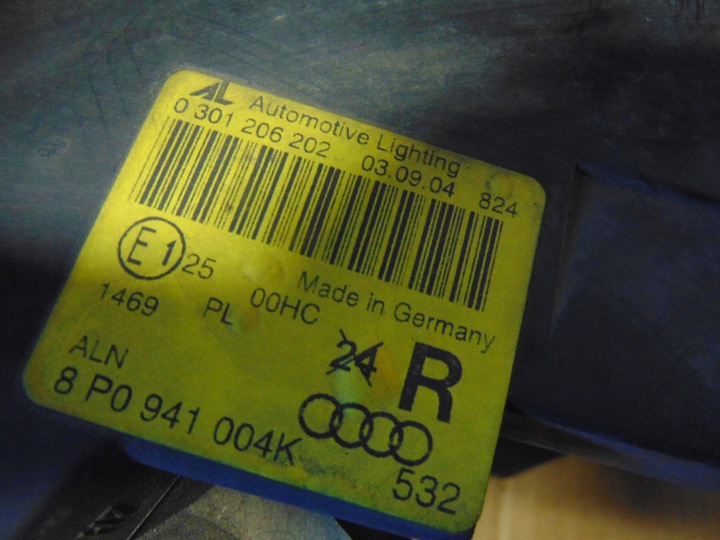 AL Automotive Lighting
0 301 206 202 03.09.04 824
E1 25 Made in Germany
1469 PL 00HC
24 R
ALN
8 P0 941 004K
532